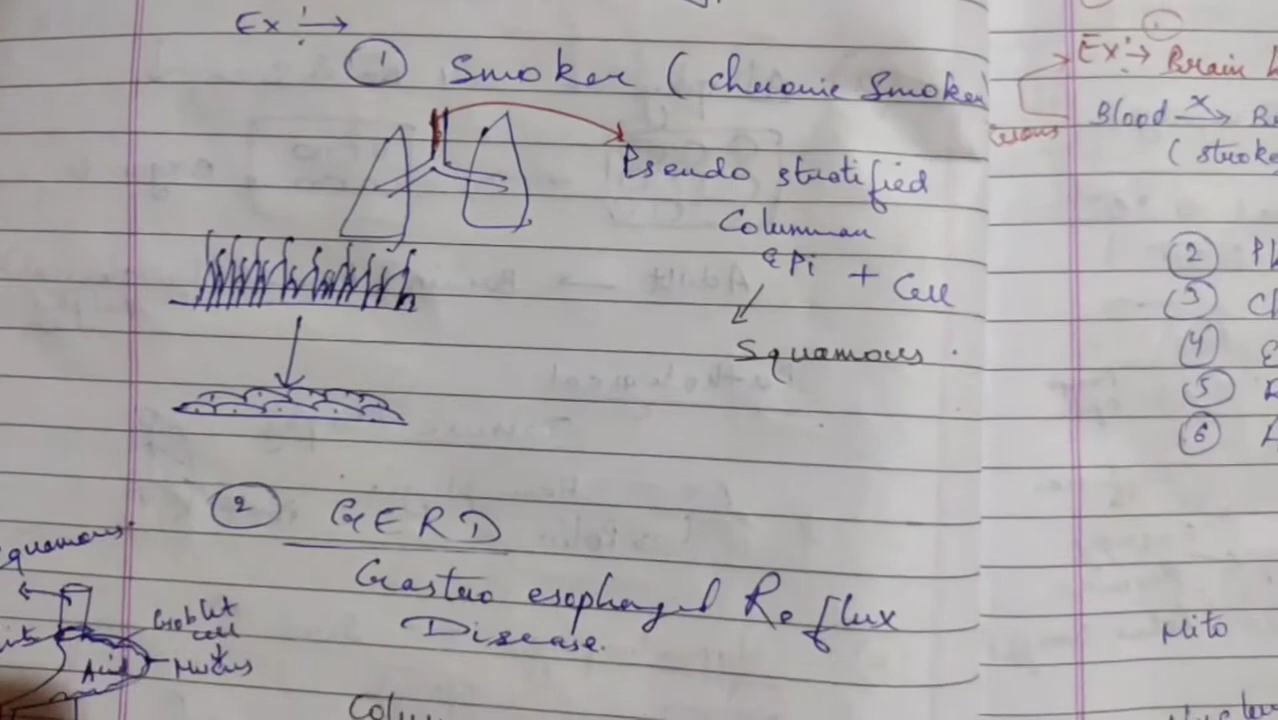 Ex :→
① Smoker ( chronic Smoker
Pseudo stratified
Columnar
epi + Cell
Squamous .
② GERD
Gastro esophageal Reflux
Disease.
Goblet
cell
Mucus
Acid
Ex :→ Brain
Blood x→ Re
( stroke
②
③
④
⑤
⑥
Mito